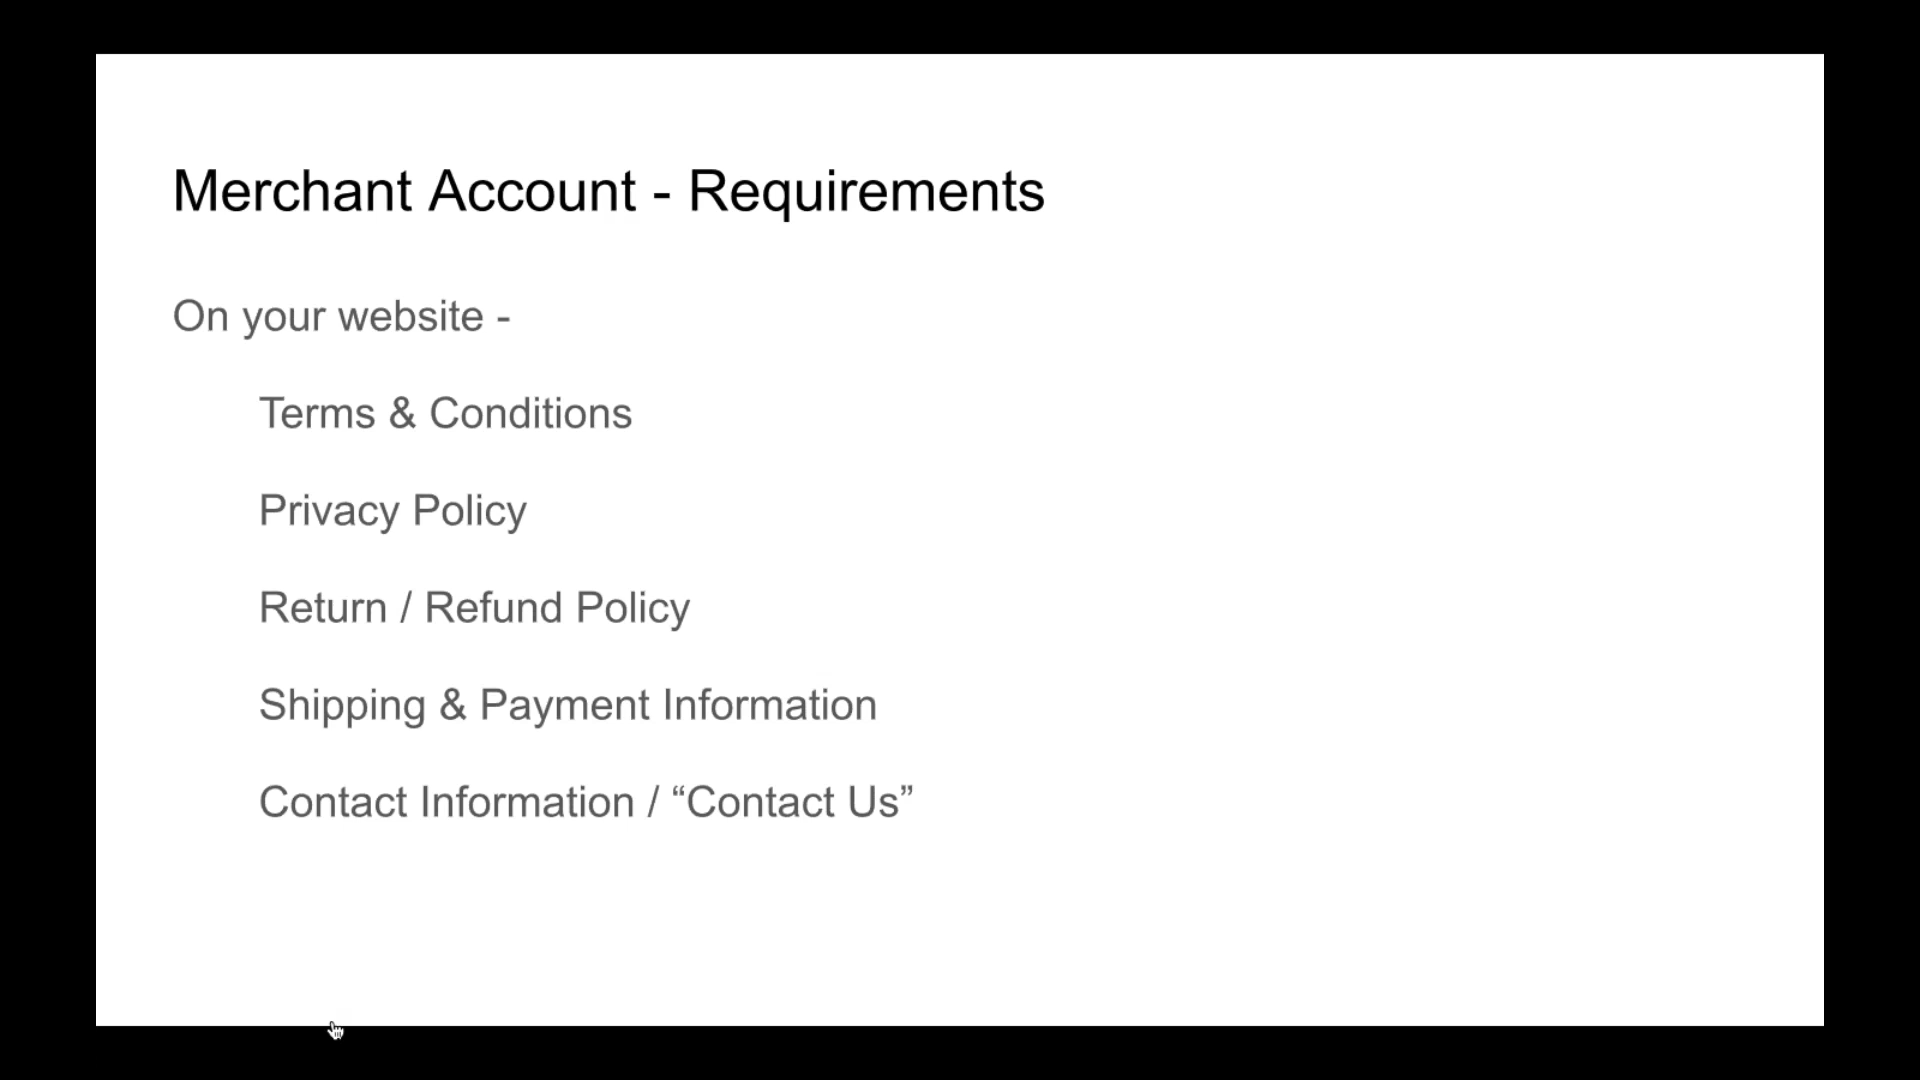 Merchant Account - Requirements
On your website -
Terms & Conditions
Privacy Policy
Return / Refund Policy
Shipping & Payment Information
Contact Information / “Contact Us”